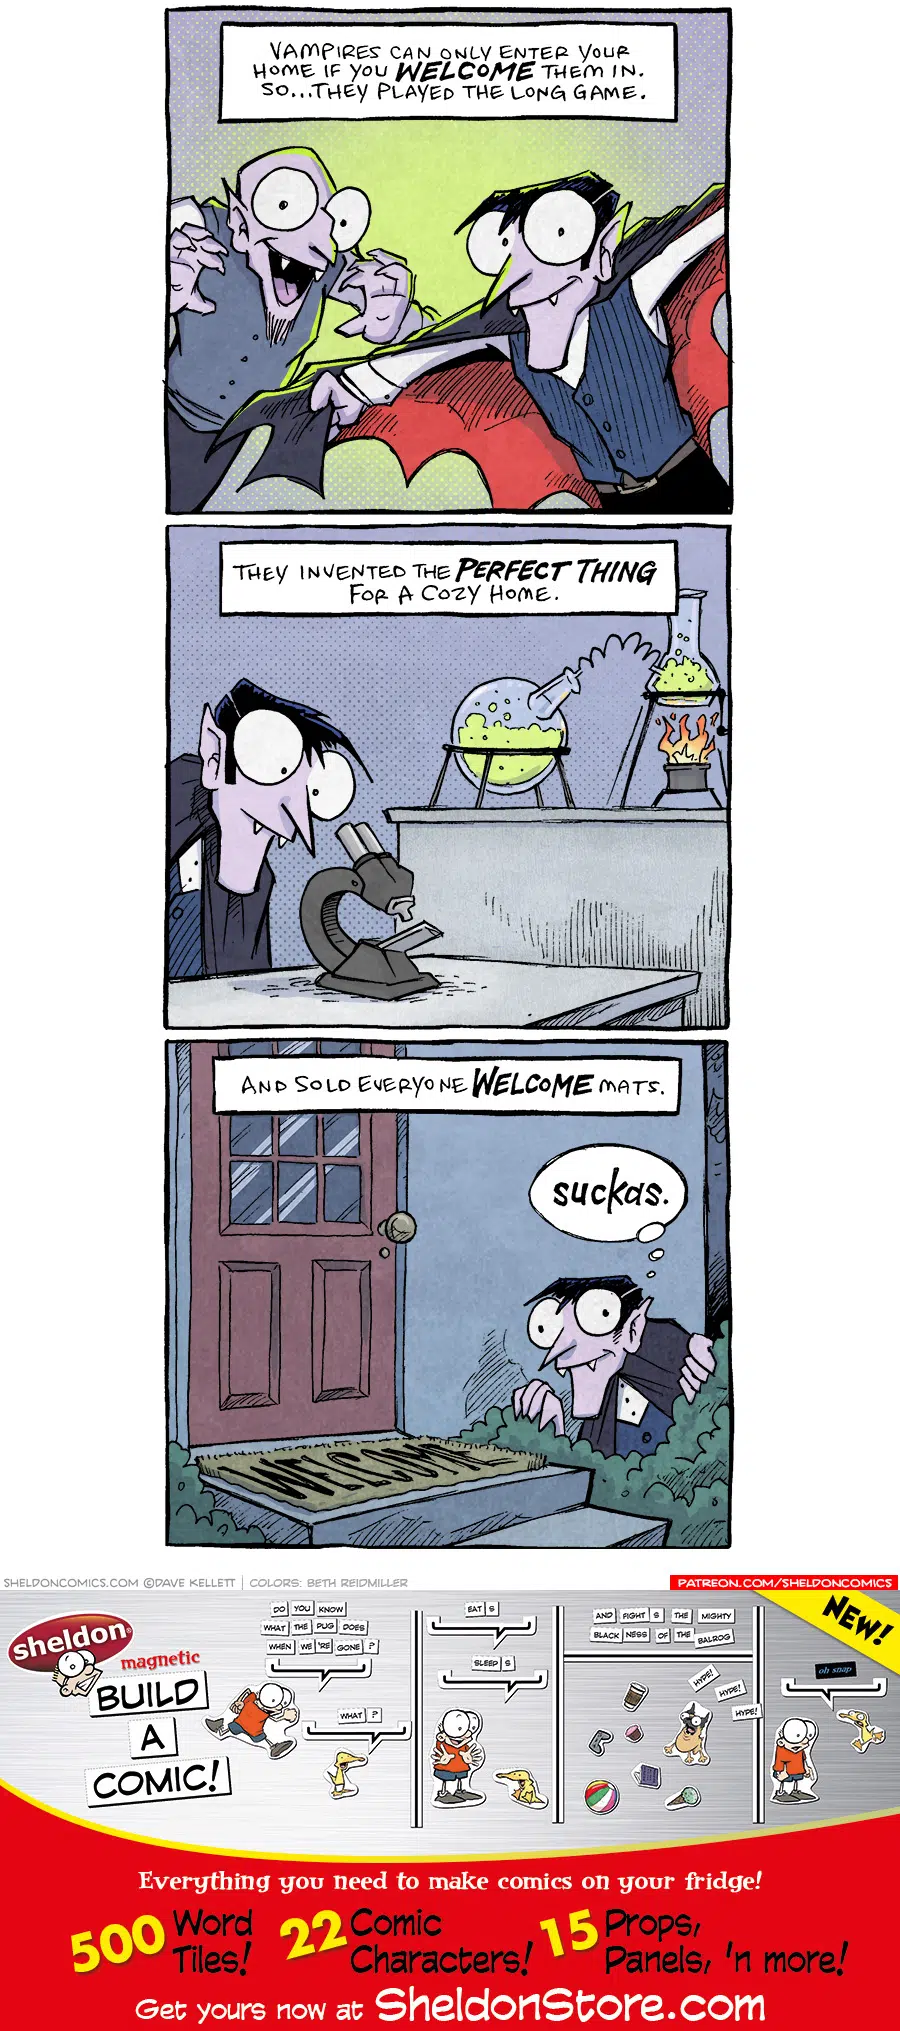 VAMPIRES CAN ONLY ENTER YOUR
HOME IF YOU WELCOME THEM IN.
SO...THEY PLAYED THE LONG GAME.
THEY INVENTED THE PERFECT THING
FOR A COZY HOME.
AND SOLD EVERYONE WELCOME MATS.
suckas.
WELCOME
SHELDONCOMICS.COM ©DAVE KELLETT | COLORS: BETH REIDMILLER
PATREON.COM/SHELDONCOMICS
sheldon®
magnetic
BUILD
A
COMIC!
DO YOU KNOW
WHAT THE PUG DOES
WHEN WE 'RE GONE ?
WHAT ?
EAT S
SLEEP S
AND FIGHT S THE MIGHTY
BLACK NESS OF THE BALROG
HYPE!
HYPE!
HYPE!
NEW!
oh snap
Everything you need to make comics on your fridge!
500 Word Tiles!
22 Comic Characters!
15 Props, Panels, 'n more!
Get yours now at SheldonStore.com